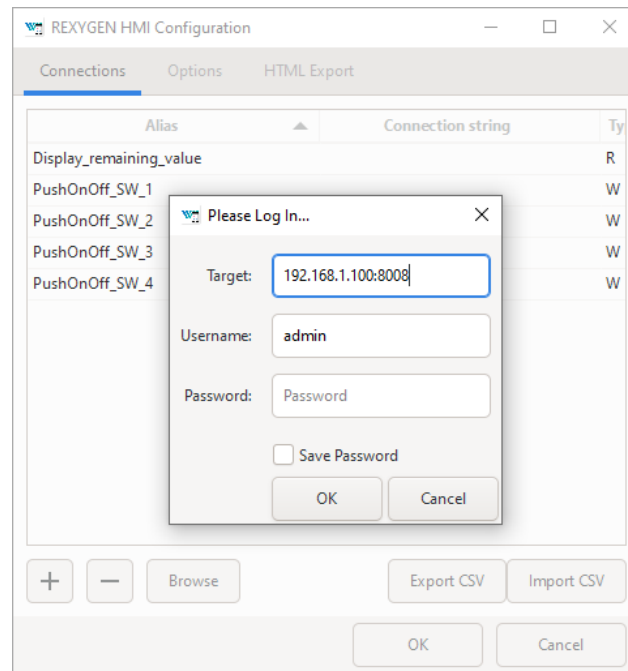 REXYGEN HMI Configuration
Connections Options HTML Export
Alias Connection string Ty
Display_remaining_value R
PushOnOff_SW_1 W
PushOnOff_SW_2 W
PushOnOff_SW_3 W
PushOnOff_SW_4 W
Please Log In...
Target: 192.168.1.100:8008
Username: admin
Password: Password
Save Password
OK Cancel
+ − Browse Export CSV Import CSV
OK Cancel